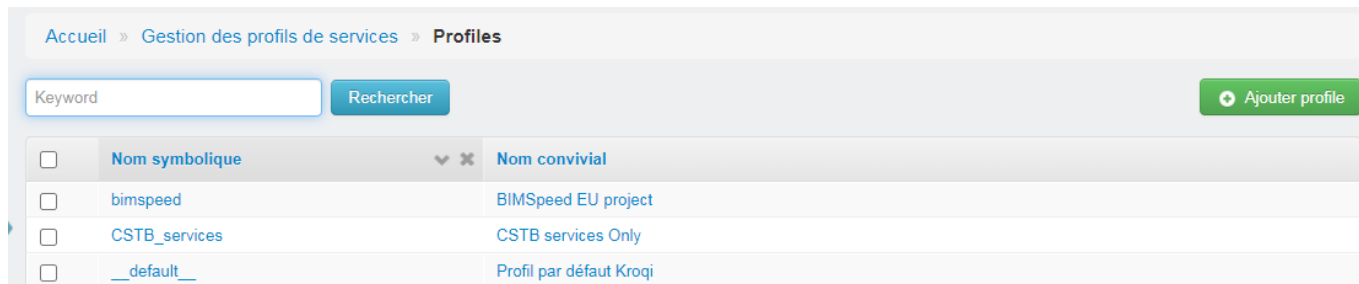 Accueil » Gestion des profils de services » Profiles
Keyword Rechercher Ajouter profile
Nom symbolique Nom convivial
bimspeed BIMSpeed EU project
CSTB_services CSTB services Only
__default__ Profil par défaut Kroqi